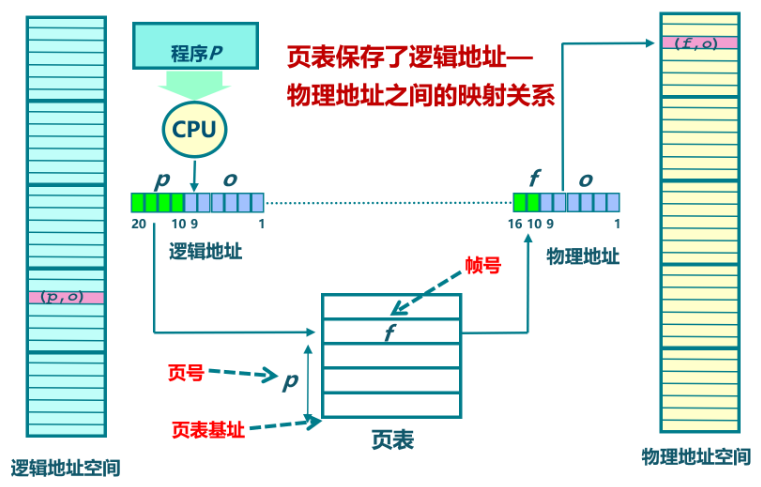 程序P
页表保存了逻辑地址—
物理地址之间的映射关系
(f,o)
CPU
p
o
f
o
20
10
9
1
16
10
9
1
逻辑地址
物理地址
帧号
(p,o)
f
页号
p
页表基址
页表
逻辑地址空间
物理地址空间